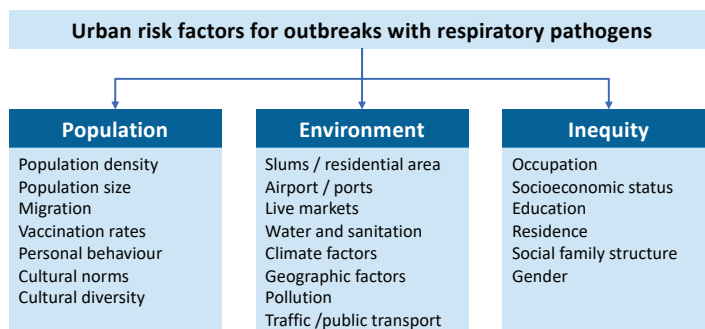 Urban risk factors for outbreaks with respiratory pathogens
Population
Population density
Population size
Migration
Vaccination rates
Personal behaviour
Cultural norms
Cultural diversity
Environment
Slums / residential area
Airport / ports
Live markets
Water and sanitation
Climate factors
Geographic factors
Pollution
Traffic /public transport
Inequity
Occupation
Socioeconomic status
Education
Residence
Social family structure
Gender